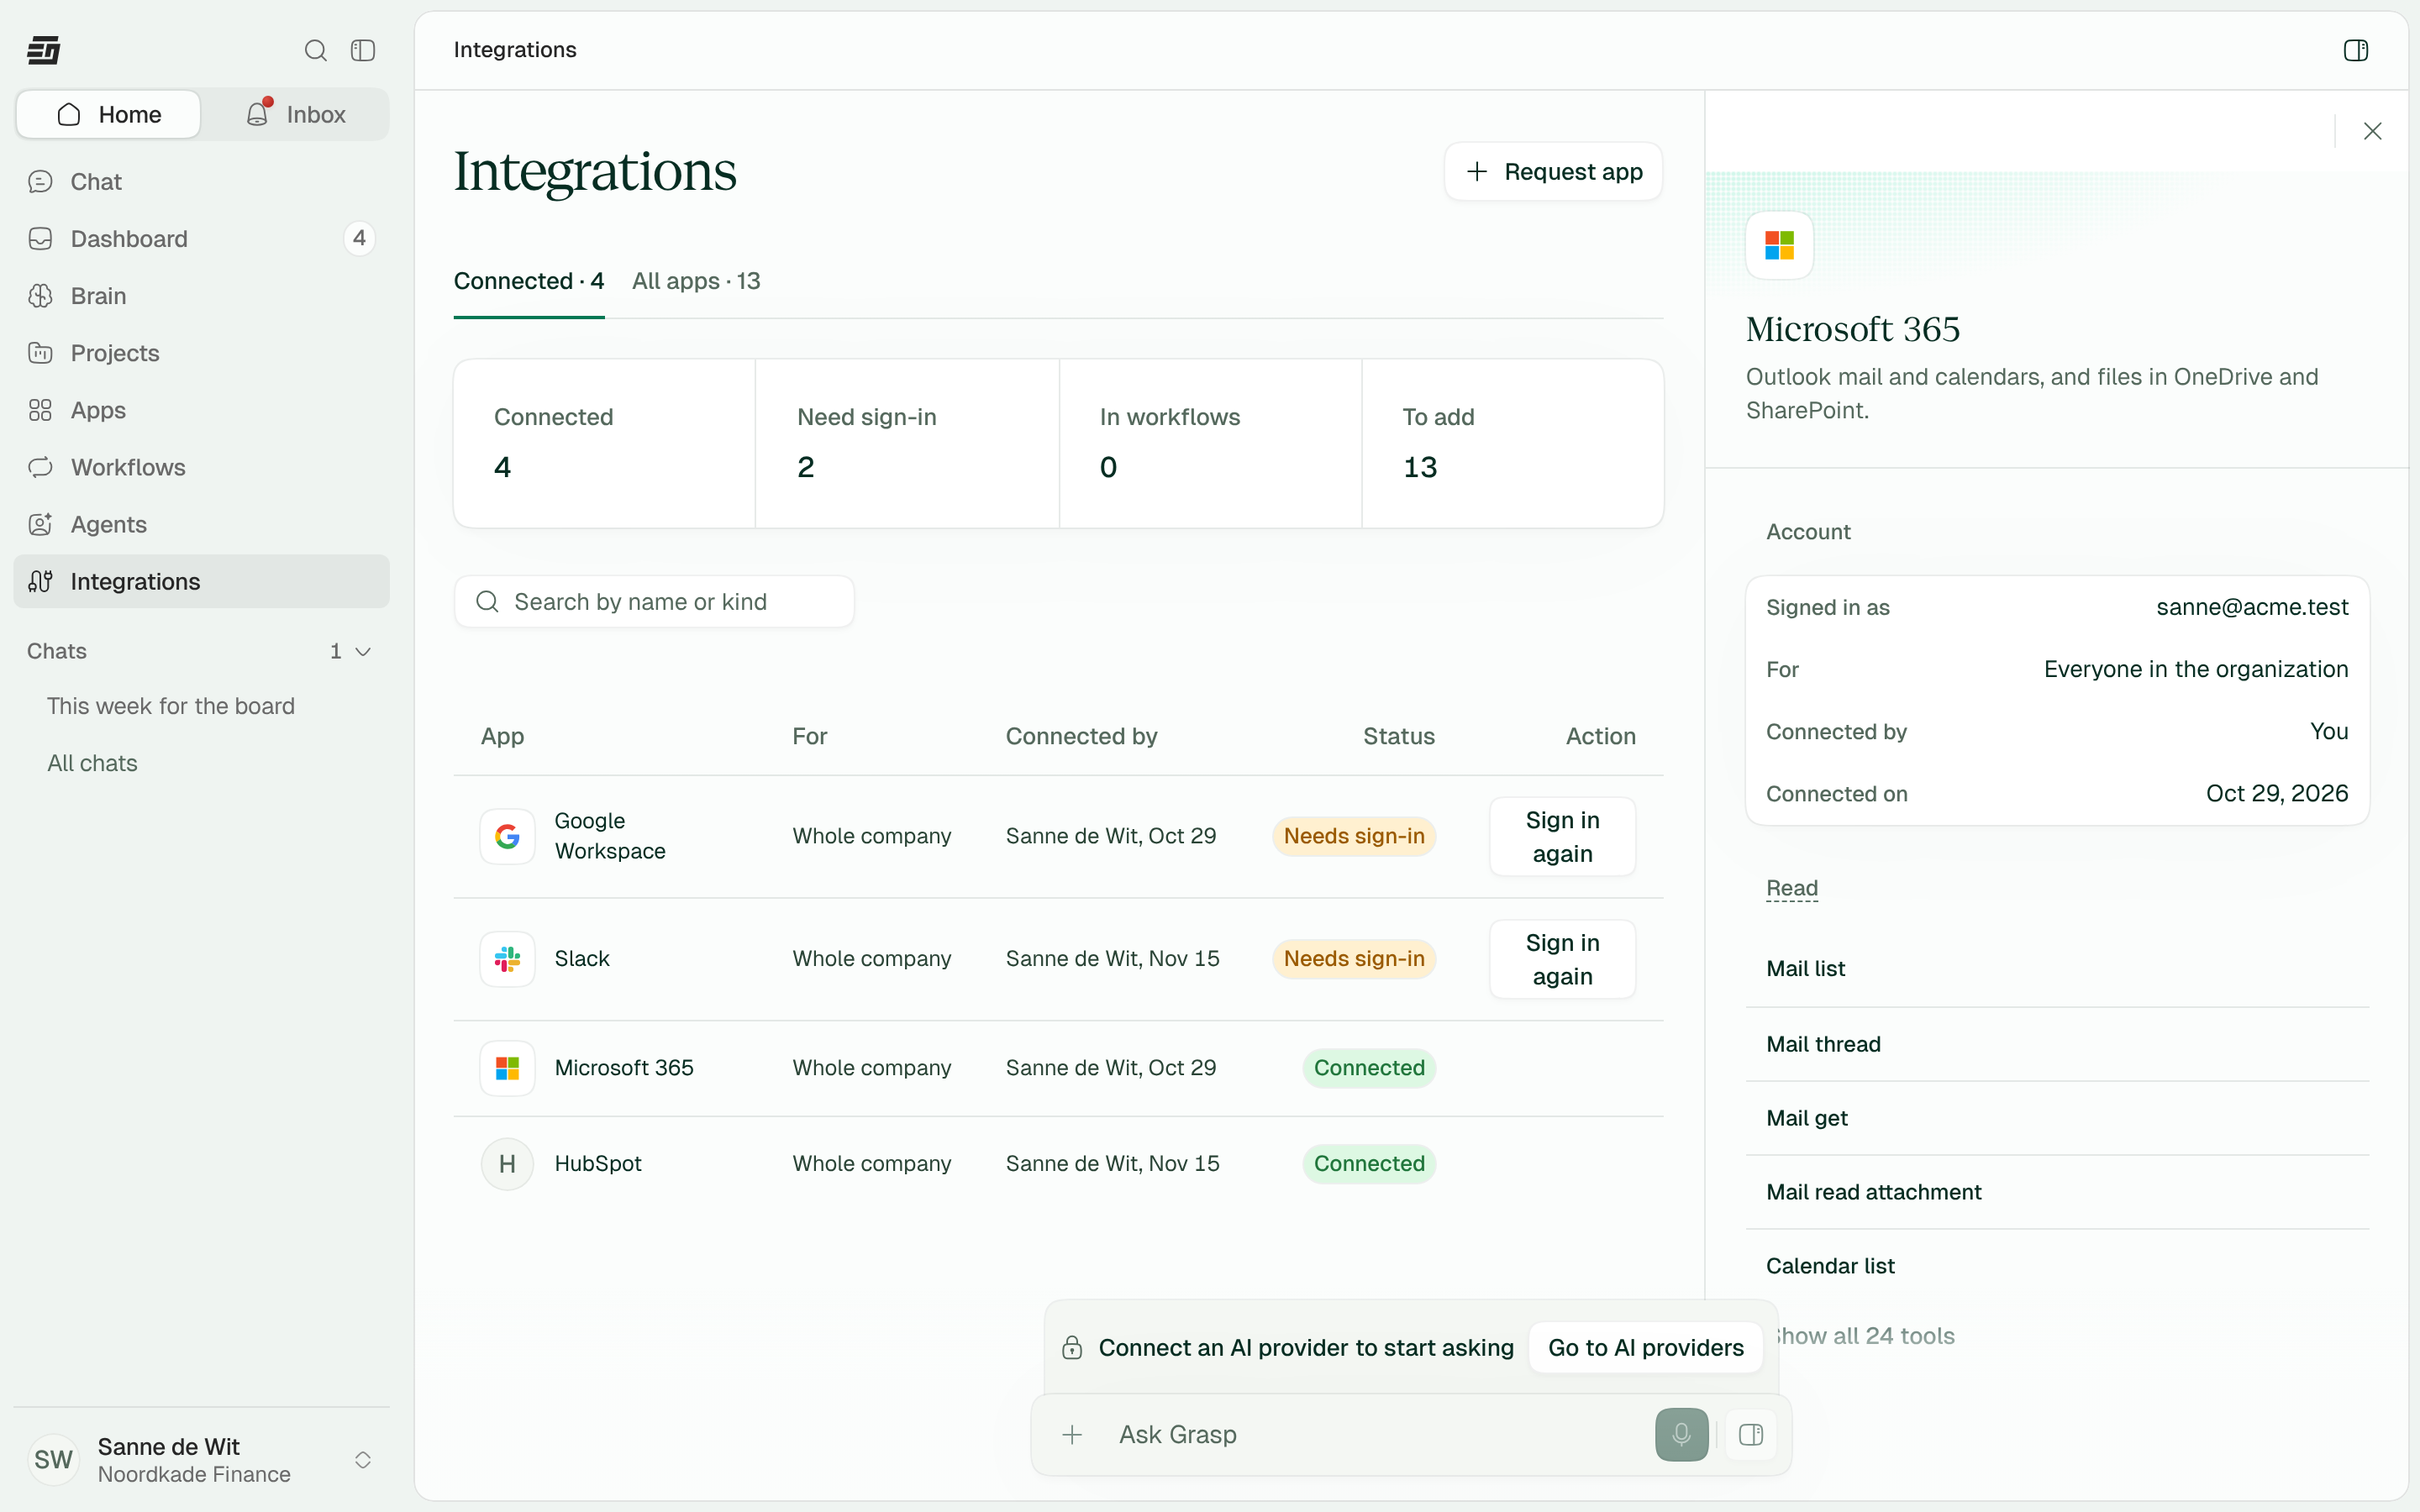 Home
Inbox
Chat
Dashboard
4
Brain
Projects
Apps
Workflows
Agents
Integrations
Chats
1
This week for the board
All chats
SW
Sanne de Wit
Noordkade Finance
Integrations
Integrations
Request app
Connected · 4
All apps · 13
Connected
4
Need sign-in
2
In workflows
0
To add
13
Search by name or kind
App
For
Connected by
Status
Action
Google
Workspace
Whole company
Sanne de Wit, Oct 29
Needs sign-in
Sign in
again
Slack
Whole company
Sanne de Wit, Nov 15
Needs sign-in
Sign in
again
Microsoft 365
Whole company
Sanne de Wit, Oct 29
Connected
H
HubSpot
Whole company
Sanne de Wit, Nov 15
Connected
Microsoft 365
Outlook mail and calendars, and files in OneDrive and
SharePoint.
Account
Signed in as
sanne@acme.test
For
Everyone in the organization
Connected by
You
Connected on
Oct 29, 2026
Read
Mail list
Mail thread
Mail get
Mail read attachment
Calendar list
Show all 24 tools
Connect an AI provider to start asking
Go to AI providers
Ask Grasp